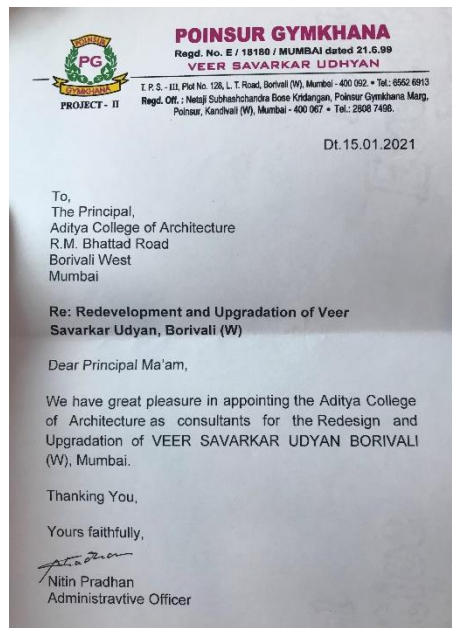 POINSUR GYMKHANA
Regd. No. E / 18180 / MUMBAI dated 21.6.99
VEER SAVARKAR UDHYAN
POINSUR
PG
GYMKHANA
PROJECT - II
T. P. S. - III, Plot No. 128, L. T. Road, Borivali (W), Mumbai - 400 092. • Tel.: 6552 6913
Regd. Off. : Netaji Subhashchandra Bose Kridangan, Poinsur Gymkhana Marg,
Poinsur, Kandivali (W), Mumbai - 400 067 • Tel.: 2808 7498.
Dt.15.01.2021
To,
The Principal,
Aditya College of Architecture
R.M. Bhattad Road
Borivali West
Mumbai
Re: Redevelopment and Upgradation of Veer
Savarkar Udyan, Borivali (W)
Dear Principal Ma'am,
We have great pleasure in appointing the Aditya College
of Architecture as consultants for the Redesign and
Upgradation of VEER SAVARKAR UDYAN BORIVALI
(W), Mumbai.
Thanking You,
Yours faithfully,
Nitin Pradhan
Administravtive Officer